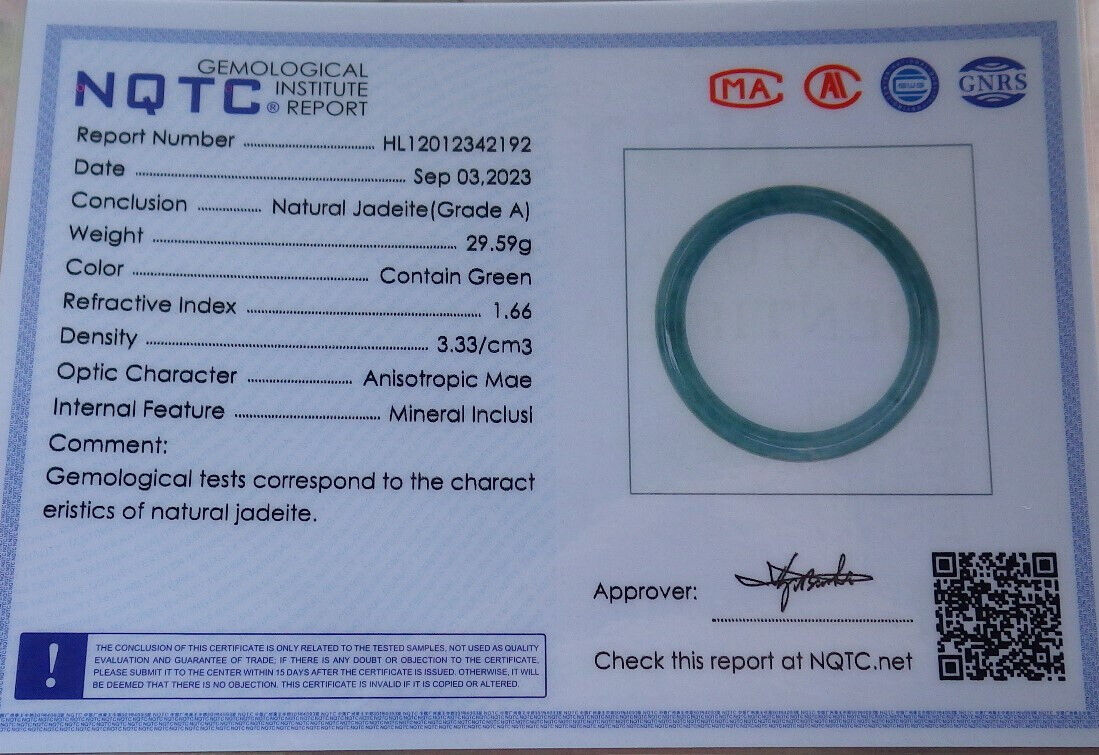 NQTC® GEMOLOGICAL INSTITUTE REPORT
MA
AL
GNRS
Report Number ........ HL12012342192
Date ........ Sep 03,2023
Conclusion ........ Natural Jadeite(Grade A)
Weight ........ 29.59g
Color ........ Contain Green
Refractive Index ........ 1.66
Density ........ 3.33/cm3
Optic Character ........ Anisotropic Mae
Internal Feature ........ Mineral Inclusi
Comment:
Gemological tests correspond to the charact
eristics of natural jadeite.
Approver:
Check this report at NQTC.net
!
THE CONCLUSION OF THIS CERTIFICATE IS ONLY RELATED TO THE TESTED SAMPLES, NOT USED AS QUALITY
EVALUATION AND GUARANTEE OF TRADE; IF THERE IS ANY DOUBT OR OBJECTION TO THE CERTIFICATE,
PLEASE SUBMIT IT TO THE CENTER WITHIN 15 DAYS AFTER THE CERTIFICATE IS ISSUED. OTHERWISE, IT WILL
BE DEEMED THAT THERE IS NO OBJECTION. THIS CERTIFICATE IS INVALID IF IT IS COPIED OR ALTERED.